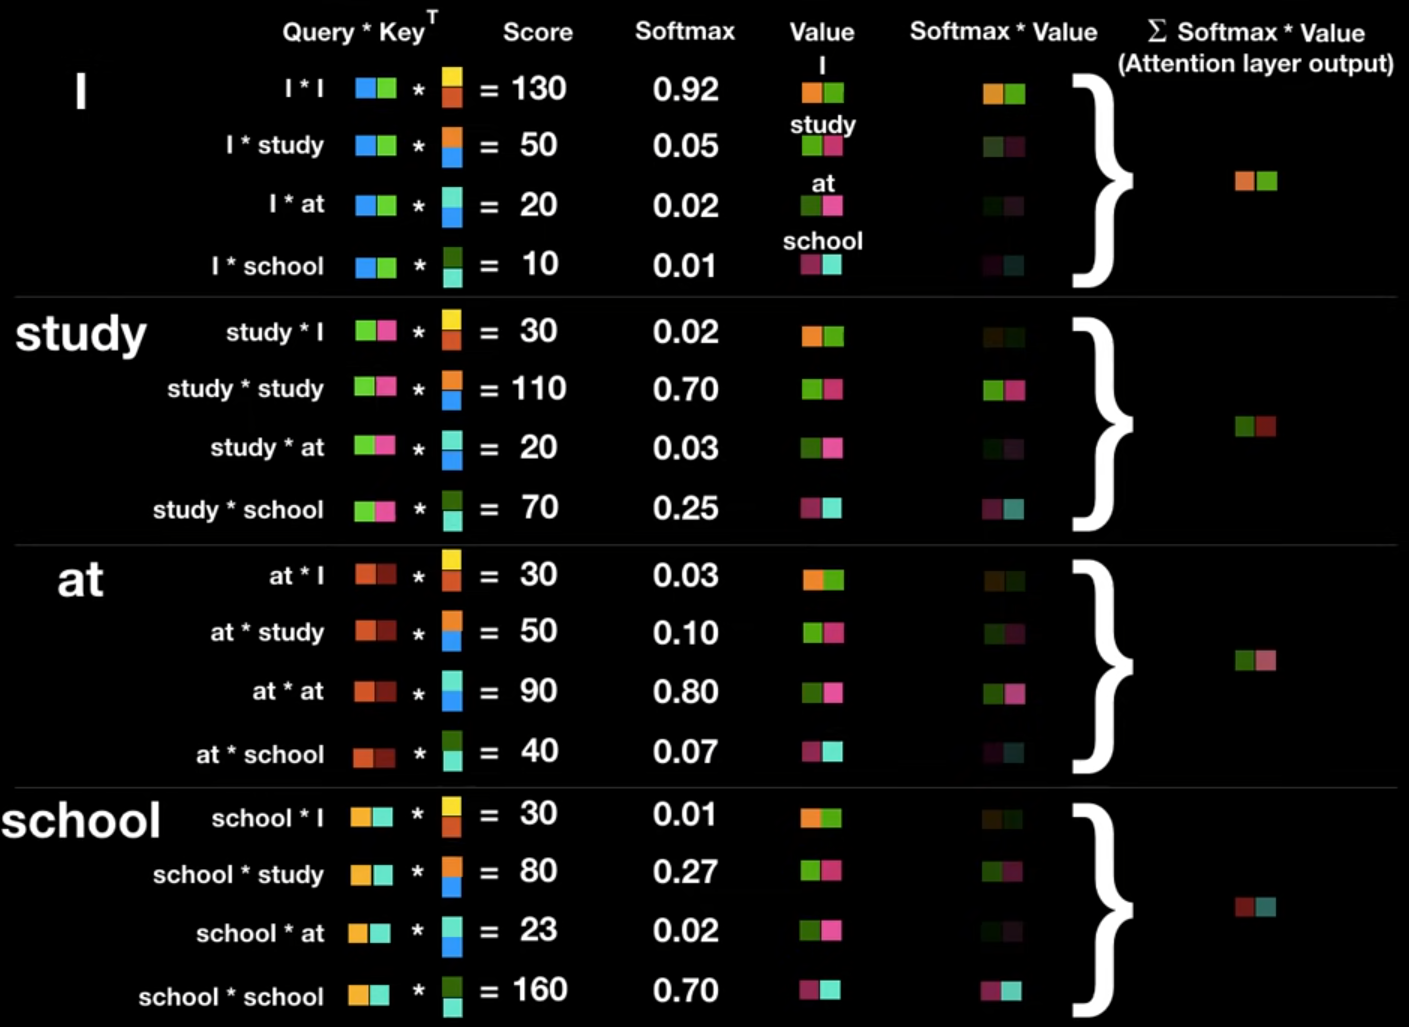 Query * Key T Score Softmax Value Softmax * Value Σ Softmax * Value
(Attention layer output)
I
I
I * I * = 130 0.92
study
I * study * = 50 0.05
at
I * at * = 20 0.02
school
I * school * = 10 0.01
}
study
study * I * = 30 0.02
study * study * = 110 0.70
study * at * = 20 0.03
study * school * = 70 0.25
}
at
at * I * = 30 0.03
at * study * = 50 0.10
at * at * = 90 0.80
at * school * = 40 0.07
}
school
school * I * = 30 0.01
school * study * = 80 0.27
school * at * = 23 0.02
school * school * = 160 0.70
}